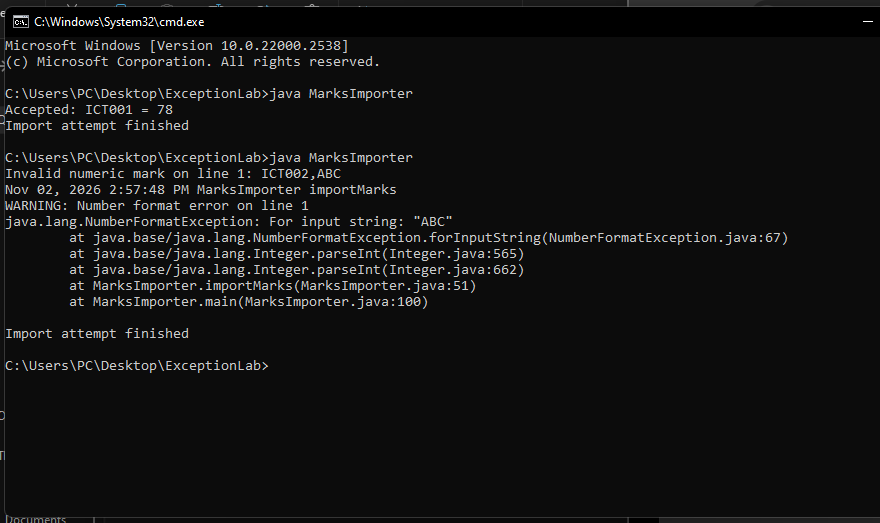 C:\Windows\System32\cmd.exe
Microsoft Windows [Version 10.0.22000.2538]
(c) Microsoft Corporation. All rights reserved.
C:\Users\PC\Desktop\ExceptionLab>java MarksImporter
Accepted: ICT001 = 78
Import attempt finished
C:\Users\PC\Desktop\ExceptionLab>java MarksImporter
Invalid numeric mark on line 1: ICT002,ABC
Nov 02, 2026 2:57:48 PM MarksImporter importMarks
WARNING: Number format error on line 1
java.lang.NumberFormatException: For input string: "ABC"
        at java.base/java.lang.NumberFormatException.forInputString(NumberFormatException.java:67)
        at java.base/java.lang.Integer.parseInt(Integer.java:565)
        at java.base/java.lang.Integer.parseInt(Integer.java:662)
        at MarksImporter.importMarks(MarksImporter.java:51)
        at MarksImporter.main(MarksImporter.java:100)
Import attempt finished
C:\Users\PC\Desktop\ExceptionLab>
Documents